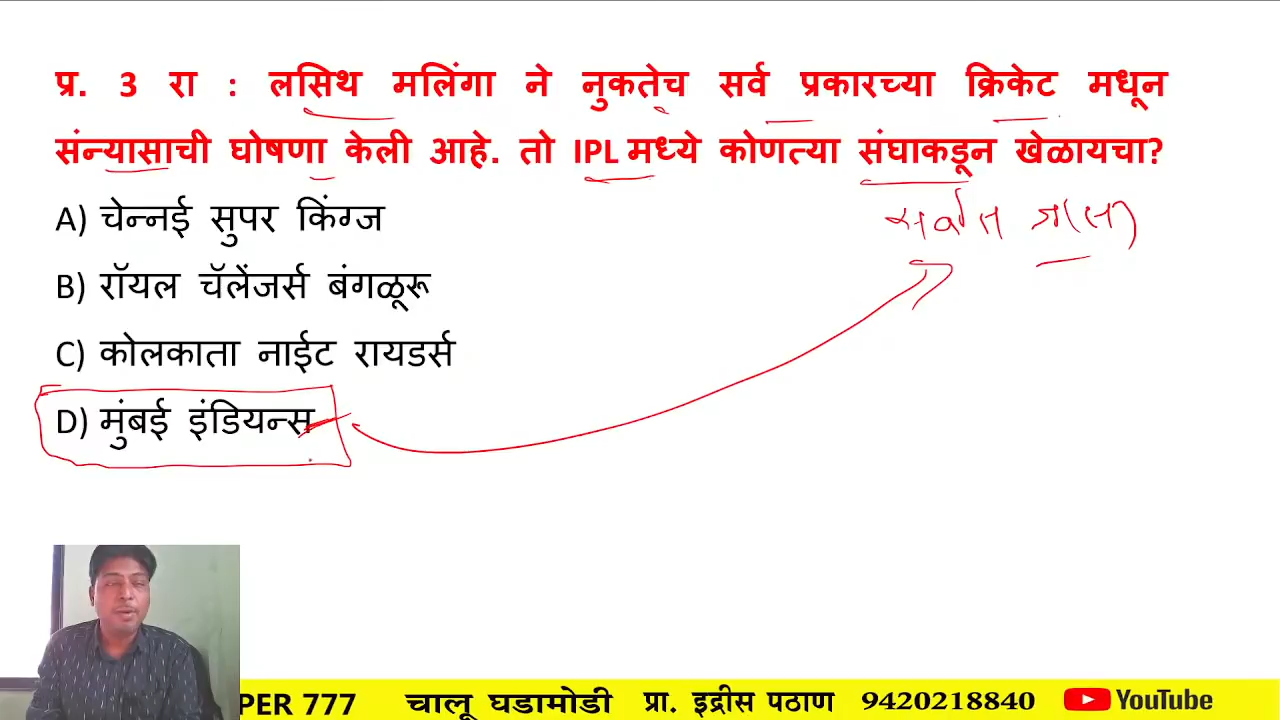 प्र. 3 रा : लसिथ मलिंगा ने नुकतेच सर्व प्रकारच्या क्रिकेट मधून
संन्यासाची घोषणा केली आहे. तो IPL मध्ये कोणत्या संघाकडून खेळायचा?
A) चेन्नई सुपर किंग्ज
B) रॉयल चॅलेंजर्स बंगळूरू
C) कोलकाता नाईट रायडर्स
D) मुंबई इंडियन्स
PER 777 चालू घडामोडी प्रा. इद्रीस पठाण 9420218840 YouTube